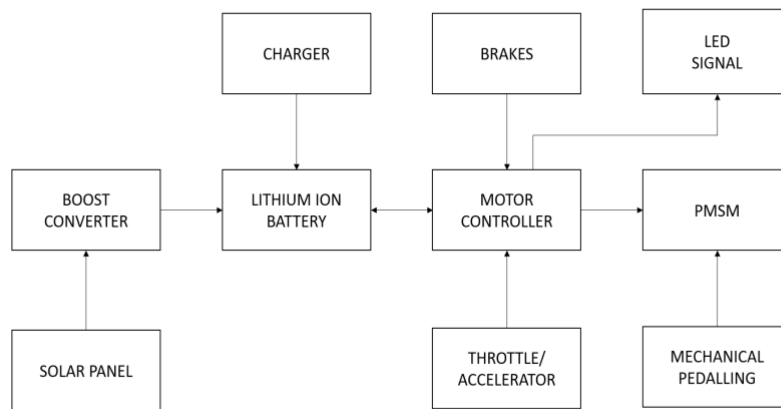 CHARGER
BRAKES
LED
SIGNAL
BOOST
CONVERTER
LITHIUM ION
BATTERY
MOTOR
CONTROLLER
PMSM
SOLAR PANEL
THROTTLE/
ACCELERATOR
MECHANICAL
PEDALLING